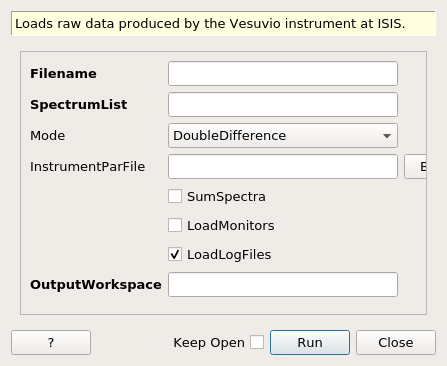 Loads raw data produced by the Vesuvio instrument at ISIS.
Filename
SpectrumList
Mode DoubleDifference
InstrumentParFile
SumSpectra
LoadMonitors
LoadLogFiles
OutputWorkspace
? Keep Open Run Close